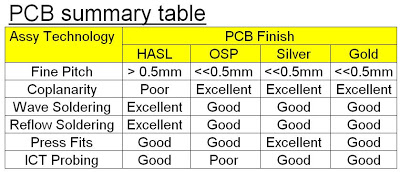 PCB summary table
Assy Technology PCB Finish
HASL OSP Silver Gold
Fine Pitch > 0.5mm <<0.5mm <<0.5mm <<0.5mm
Coplanarity Poor Excellent Excellent Excellent
Wave Soldering Excellent Good Good Good
Reflow Soldering Excellent Good Good Good
Press Fits Good Good Excellent Good
ICT Probing Good Poor Good Good